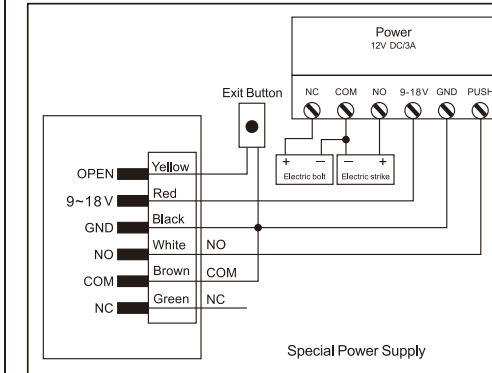 Power
12V DC/3A
NC COM NO 9-18V GND PUSH
Exit Button
+ − − +
Electric bolt Electric strike
OPEN Yellow
9~18V Red
GND Black
NO White NO
COM Brown COM
NC Green NC
Special Power Supply